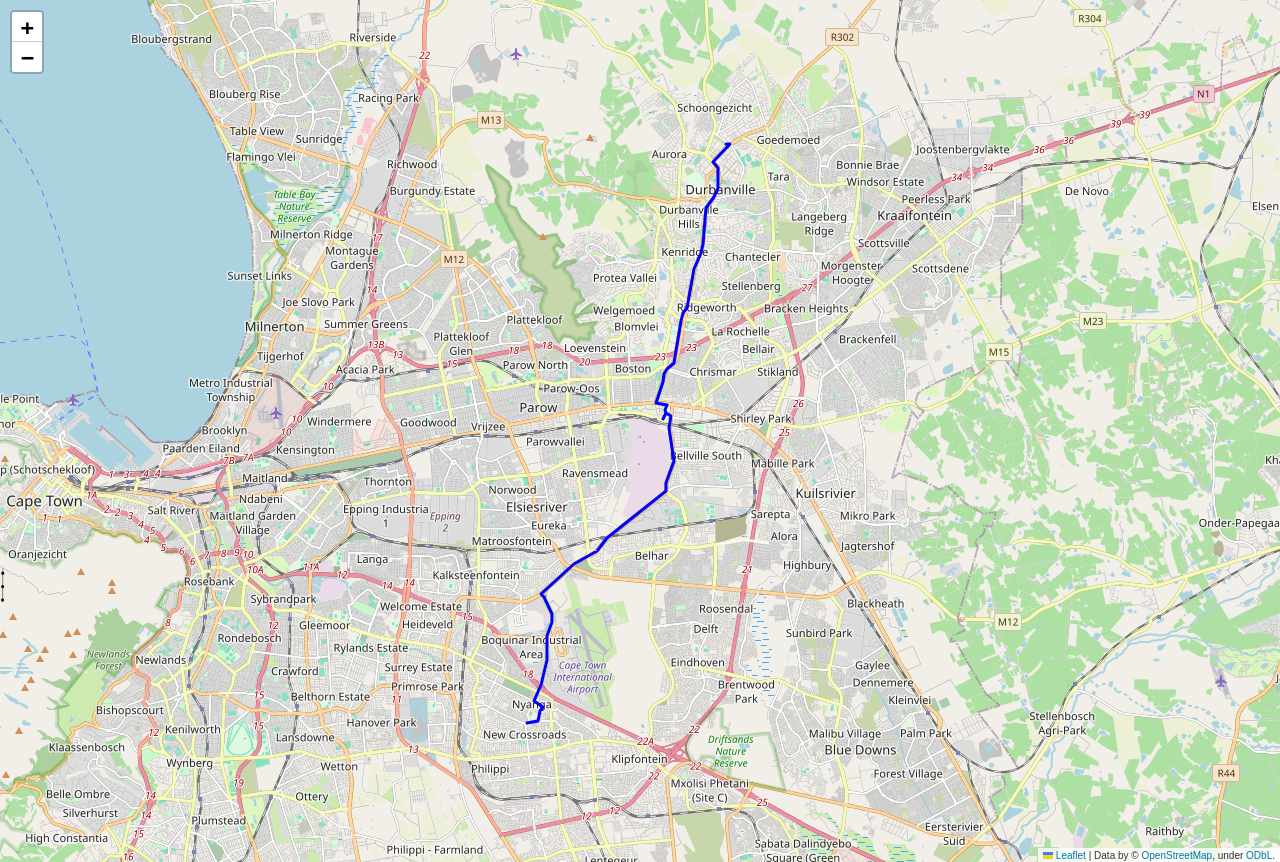 +
−
R304
Riverside
Bloubergstrand
R302
22
Blouberg Rise
Racing Park
N1
Schoongezicht
M13
39
39
Table View
Sunridge
36
36
Goedemoed
Joostenbergvlakte
Flamingo Vlei
Aurora
Richwood
Bonnie Brae
34
34
Tara
Windsor Estate
Burgundy Estate
Durbanville
De Novo
Table Bay
Nature
Reserve
Peerless Park
Elsen
Durbanville
Hills
Langeberg
Ridge
Kraaifontein
Milnerton Ridge
17
Scottsville
Montague
Gardens
M12
Kenridge
Chantecler
Morgenster
Hoogte
Scottsdene
Sunset Links
Protea Vallei
Stellenberg
27
Joe Slovo Park
14
Welgemoed
Ridgeworth
Bracken Heights
Milnerton
Summer Greens
Plattekloof
Blomvlei
La Rochelle
M23
Plattekloof
Glen
Brackenfell
Tijgerhof
13B
13
18
18
Loevenstein
20
23
23
Bellair
M15
Acacia Park
15
Parow North
Boston
Chrismar
Stikland
Metro Industrial
Township
10
Parow-Oos
le Point
Parow
26
10
Windermere
Goodwood
Vrijzee
Shirley Park
Brooklyn
10
25
Paarden Eiland
Kensington
Parowvallei
p (Schotschekloof)
7B
7A
Bellville South
Mabille Park
Maitland
Thornton
Ravensmead
Cape Town
1A
Ndabeni
Norwood
Kuilsrivier
Salt River
Maitland Garden
Village
Epping Industria
1
Epping
2
Elsiesriver
Sarepta
Mikro Park
Eureka
Onder-Papegaa
Oranjezicht
Matroosfontein
Alora
Jagtershof
Langa
Belhar
Highbury
10A
11A
12
14
Kalksteenfontein
21
Rosebank
Sybrandpark
Welcome Estate
15
Roosendal
Blackheath
Gleemoor
Heideveld
Delft
Sunbird Park
M12
Rondebosch
Rylands Estate
Boquinar Industrial
Area
Newlands
Forest
Newlands
Crawford
Surrey Estate
Cape Town
International
Airport
Eindhoven
Gaylee
18
Dennemere
Primrose Park
Brentwood
Park
Belthorn Estate
Kleinvlei
Bishopscourt
Nyanga
Stellenbosch
Agri-Park
Kenilworth
Hanover Park
22
New Crossroads
Malibu Village
Palm Park
Lansdowne
22A
Klaassenbosch
Driftsands
Nature
Reserve
Blue Downs
13
Klipfontein
Wynberg
Wetton
Philippi
22
22
R44
Forest Village
Mxolisi Phetani
(Site C)
Belle Ombre
Ottery
Silverhurst
12
12
25
Plumstead
Eersterivier
Suid
High Constantia
15
Raithby
16
Philippi - Farmland
Sabata Dalindyebo
Square (Green
Lentegeur
Leaflet | Data by © OpenStreetMap, under ODbL.